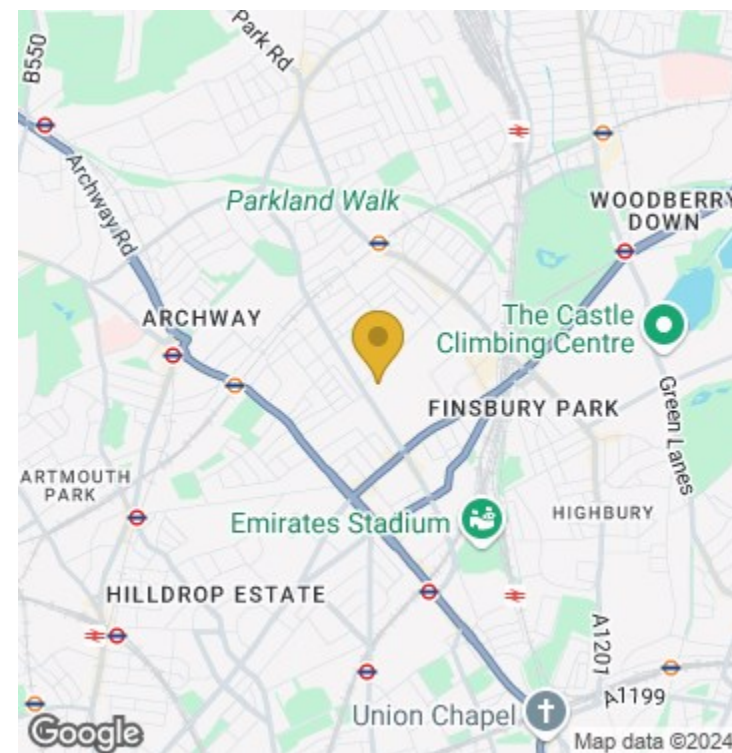 B550
Park Rd
Archway Rd
Parkland Walk
WOODBERRY
DOWN
ARCHWAY
The Castle
Climbing Centre
FINSBURY PARK
Green Lanes
ARTMOUTH
PARK
Emirates Stadium
HIGHBURY
HILLDROP ESTATE
A1201
A1199
Union Chapel
Google
Map data ©2024